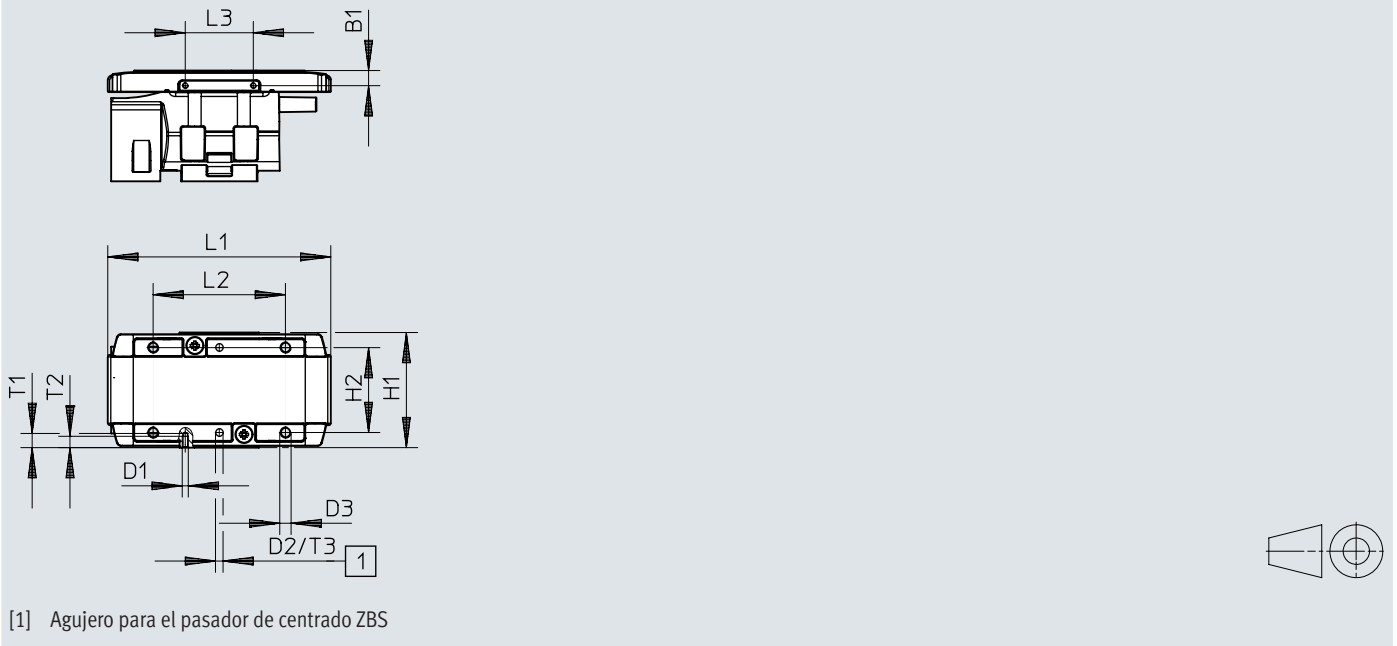 L3
B1
L1
L2
T1
T2
H2
H1
D1
D3
D2/T3
1
[1] Agujero para el pasador de centrado ZBS